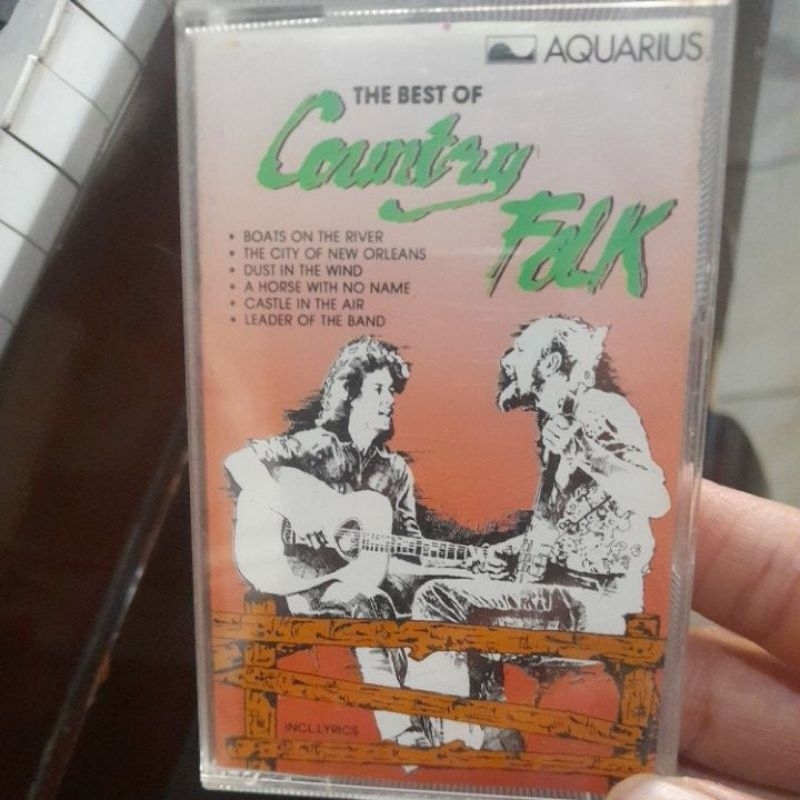 AQUARIUS
THE BEST OF
Country
Folk
• BOATS ON THE RIVER
• THE CITY OF NEW ORLEANS
• DUST IN THE WIND
• A HORSE WITH NO NAME
• CASTLE IN THE AIR
• LEADER OF THE BAND
INCL.LYRICS